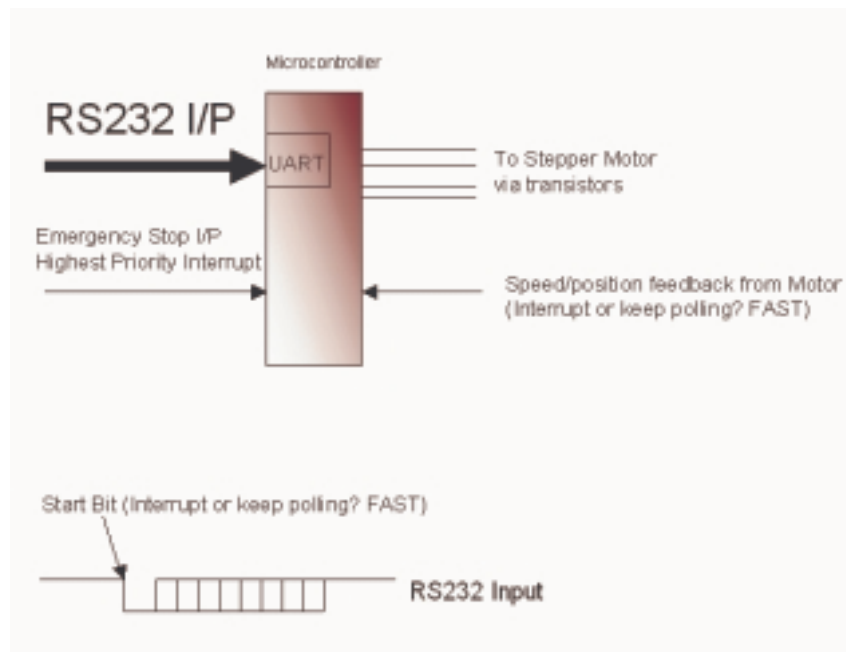 Microcontroller
RS232 I/P
UART
To Stepper Motor
via transistors
Emergency Stop I/P
Highest Priority Interrupt
Speed/position feedback from Motor
(Interrupt or keep polling? FAST)
Start Bit (Interrupt or keep polling? FAST)
RS232 Input